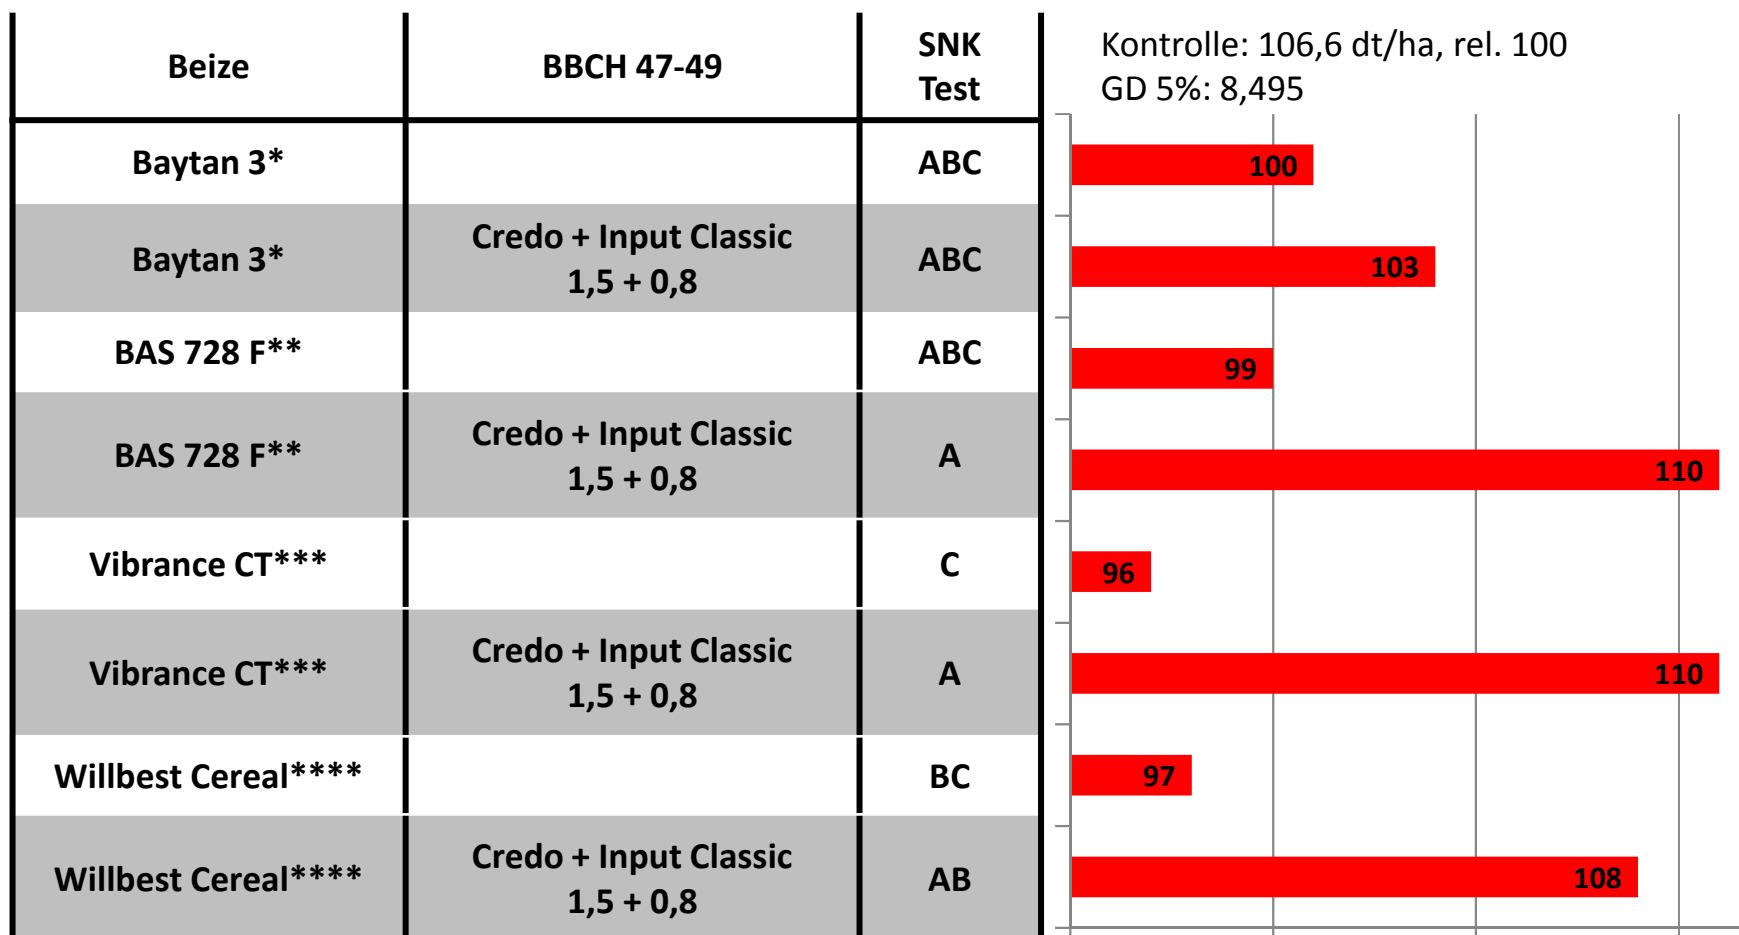 Beize
BBCH 47-49
SNK
Test
Kontrolle: 106,6 dt/ha, rel. 100
GD 5%: 8,495
Baytan 3*
ABC
100
Baytan 3*
Credo + Input Classic
1,5 + 0,8
ABC
103
BAS 728 F**
ABC
99
BAS 728 F**
Credo + Input Classic
1,5 + 0,8
A
110
Vibrance CT***
C
96
Vibrance CT***
Credo + Input Classic
1,5 + 0,8
A
110
Willbest Cereal****
BC
97
Willbest Cereal****
Credo + Input Classic
1,5 + 0,8
AB
108